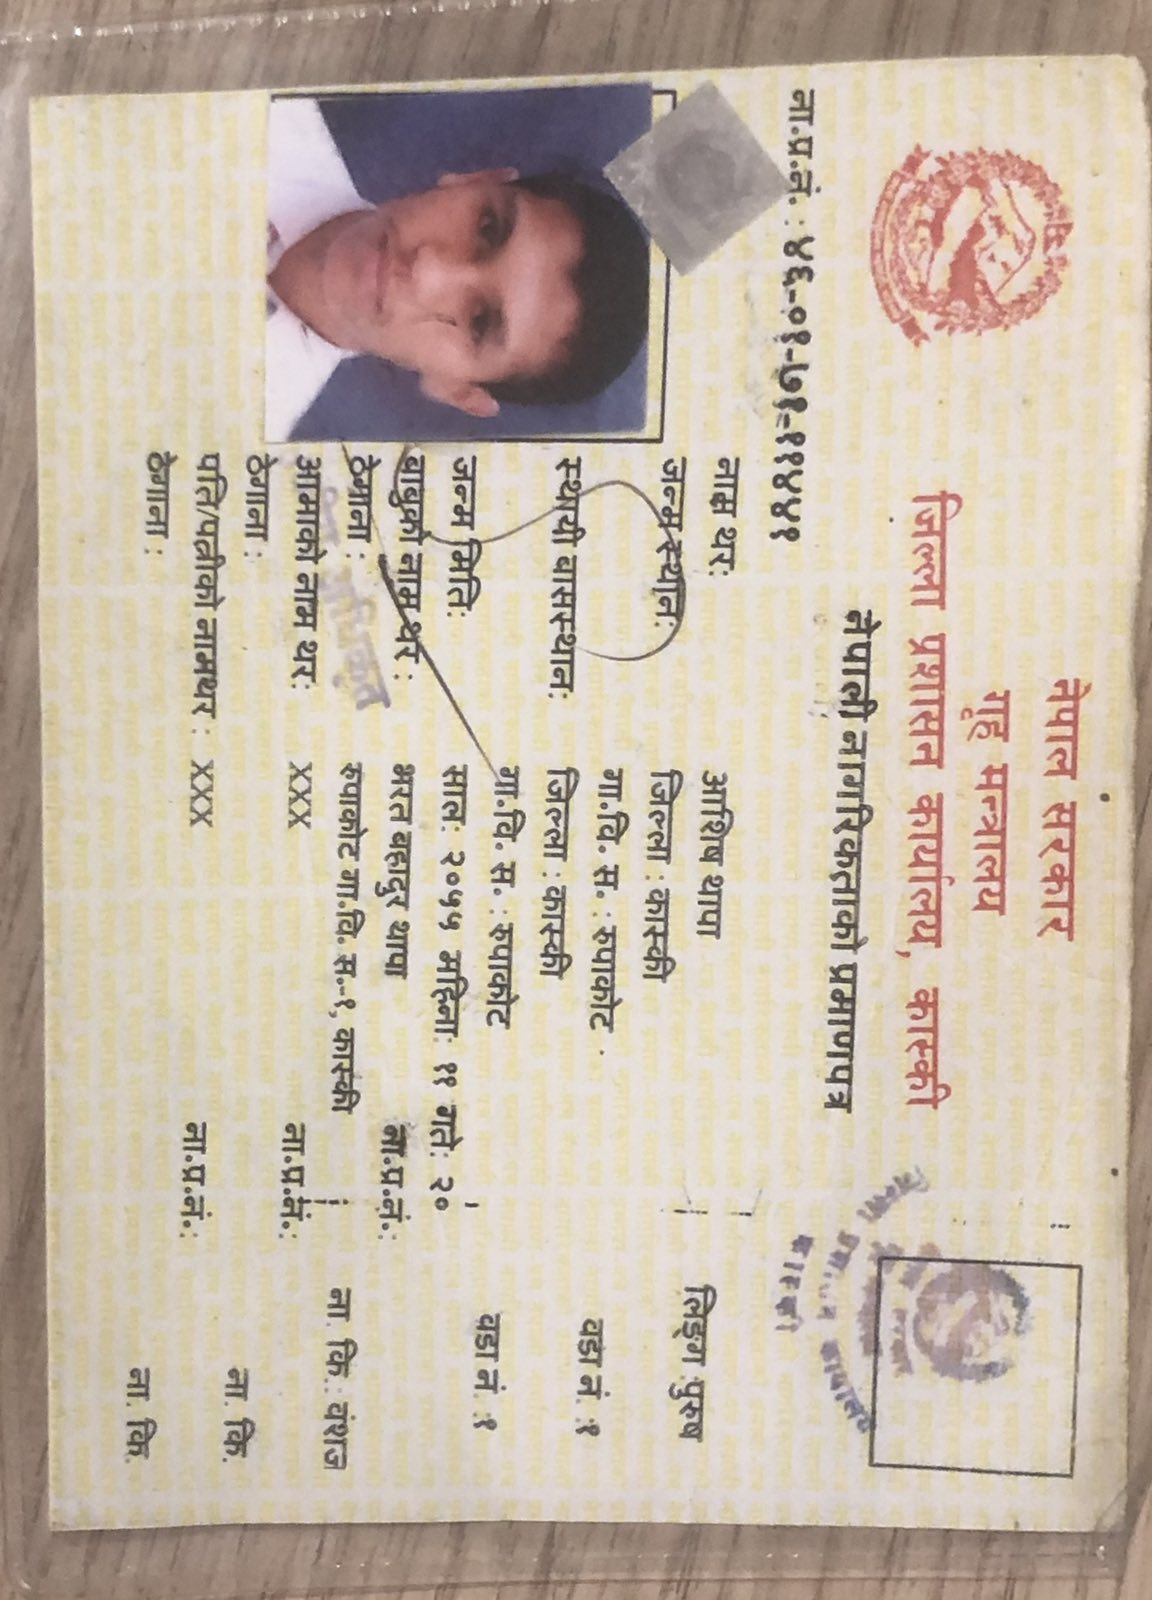 नेपाल सरकार
गृह मन्त्रालय
जिल्ला प्रशासन कार्यालय, कास्की
नेपाली नागरिकताको प्रमाणपत्र
जिल्ला प्रशासन कार्यालय
कास्की
ना॰प्र॰नं॰ : ४६-०१-७१-११४४१
नाम थर: आशिष थापा लिङ्ग :पुरुष
जन्म स्थान: जिल्ला : कास्की
गा॰वि॰ स॰ : रुपाकोट वडा नं. :१
स्थायी बासस्थान: जिल्ला : कास्की
गा॰वि॰ स॰ : रुपाकोट वडा नं. :१
जन्म मिति: साल: २०५५ महिना: ११ गते: २०
बाबुको नाम थर : भरत बहादुर थापा ना॰प्र॰नं॰:
ठेगाना : रुपाकोट गा॰वि॰ स॰-१, कास्की ना. कि.: वंशज
अधिकृत
आमाको नाम थर: XXX ना॰प्र॰नं॰:
ठेगाना : ना. कि.
पति/पत्नीको नामथर : XXX ना॰प्र॰नं॰:
ठेगाना : ना. कि.